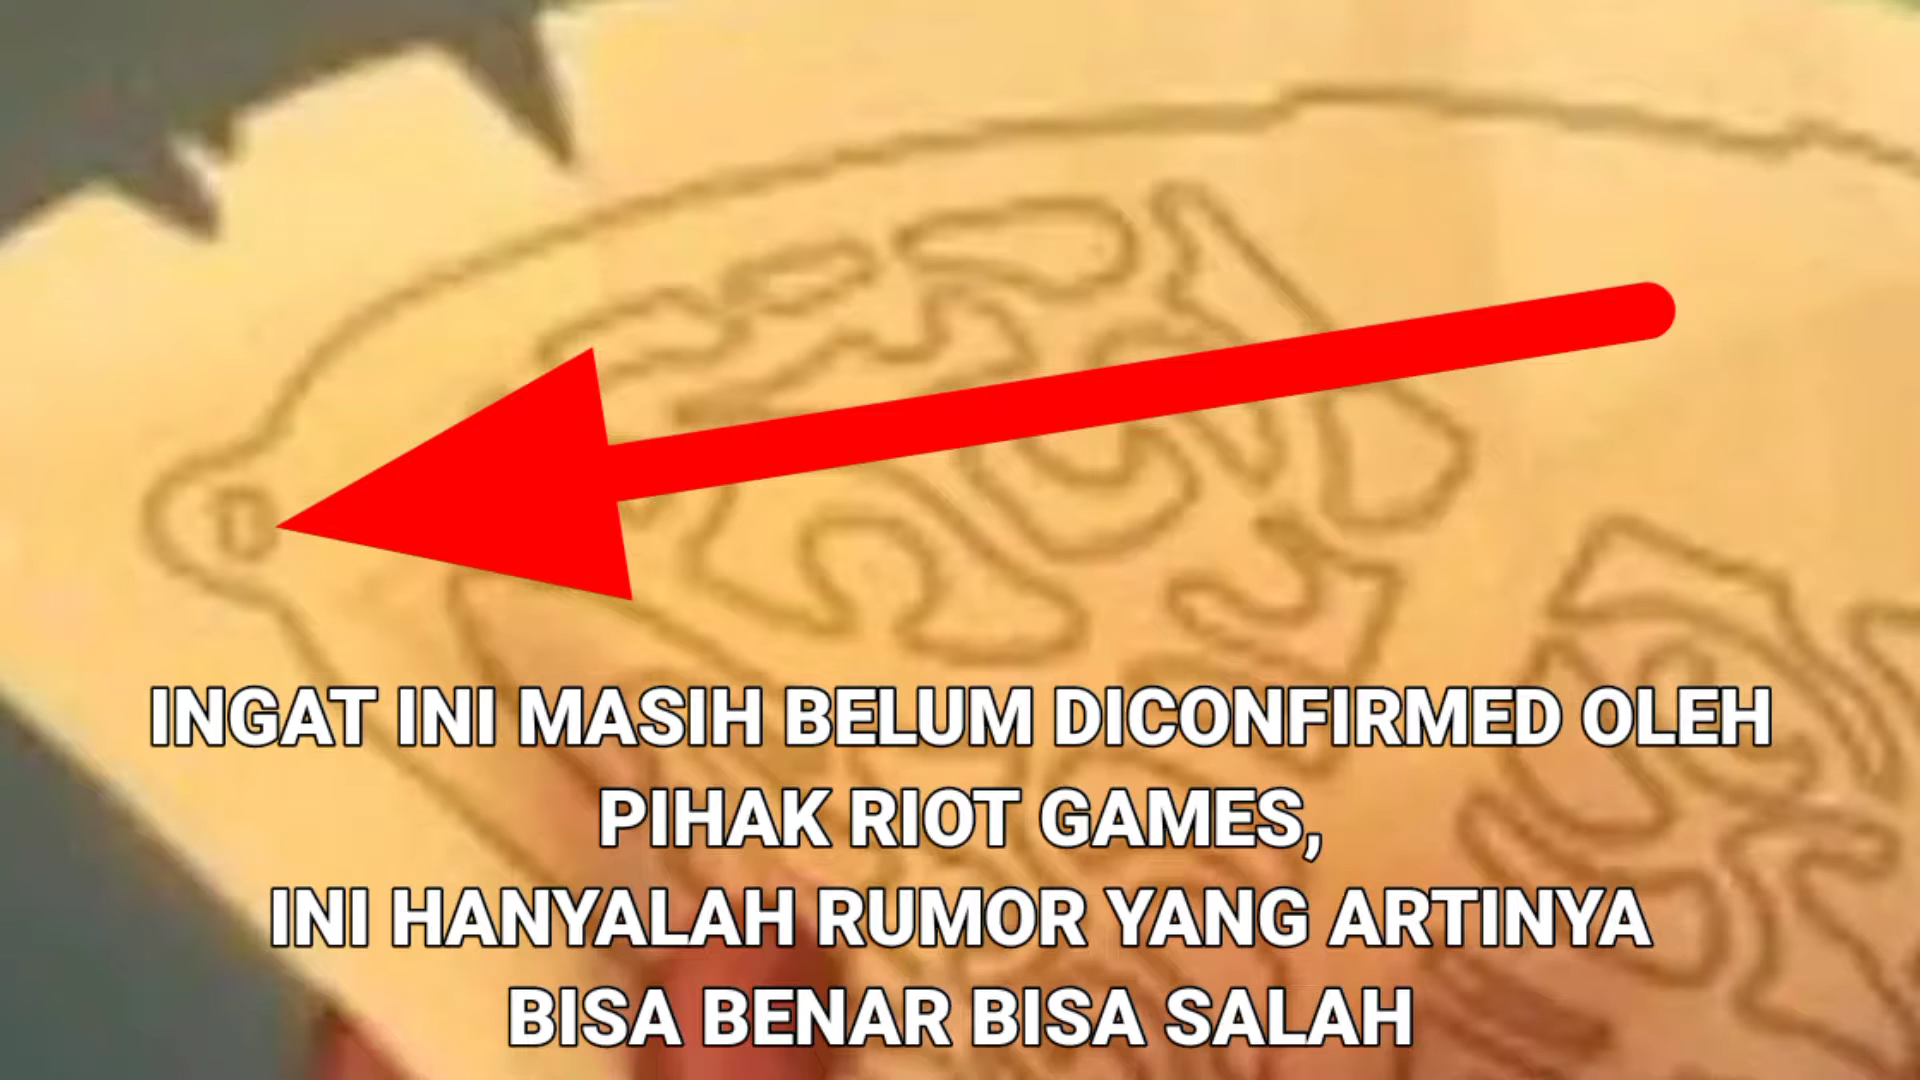 INGAT INI MASIH BELUM DICONFIRMED OLEH
PIHAK RIOT GAMES,
INI HANYALAH RUMOR YANG ARTINYA
BISA BENAR BISA SALAH